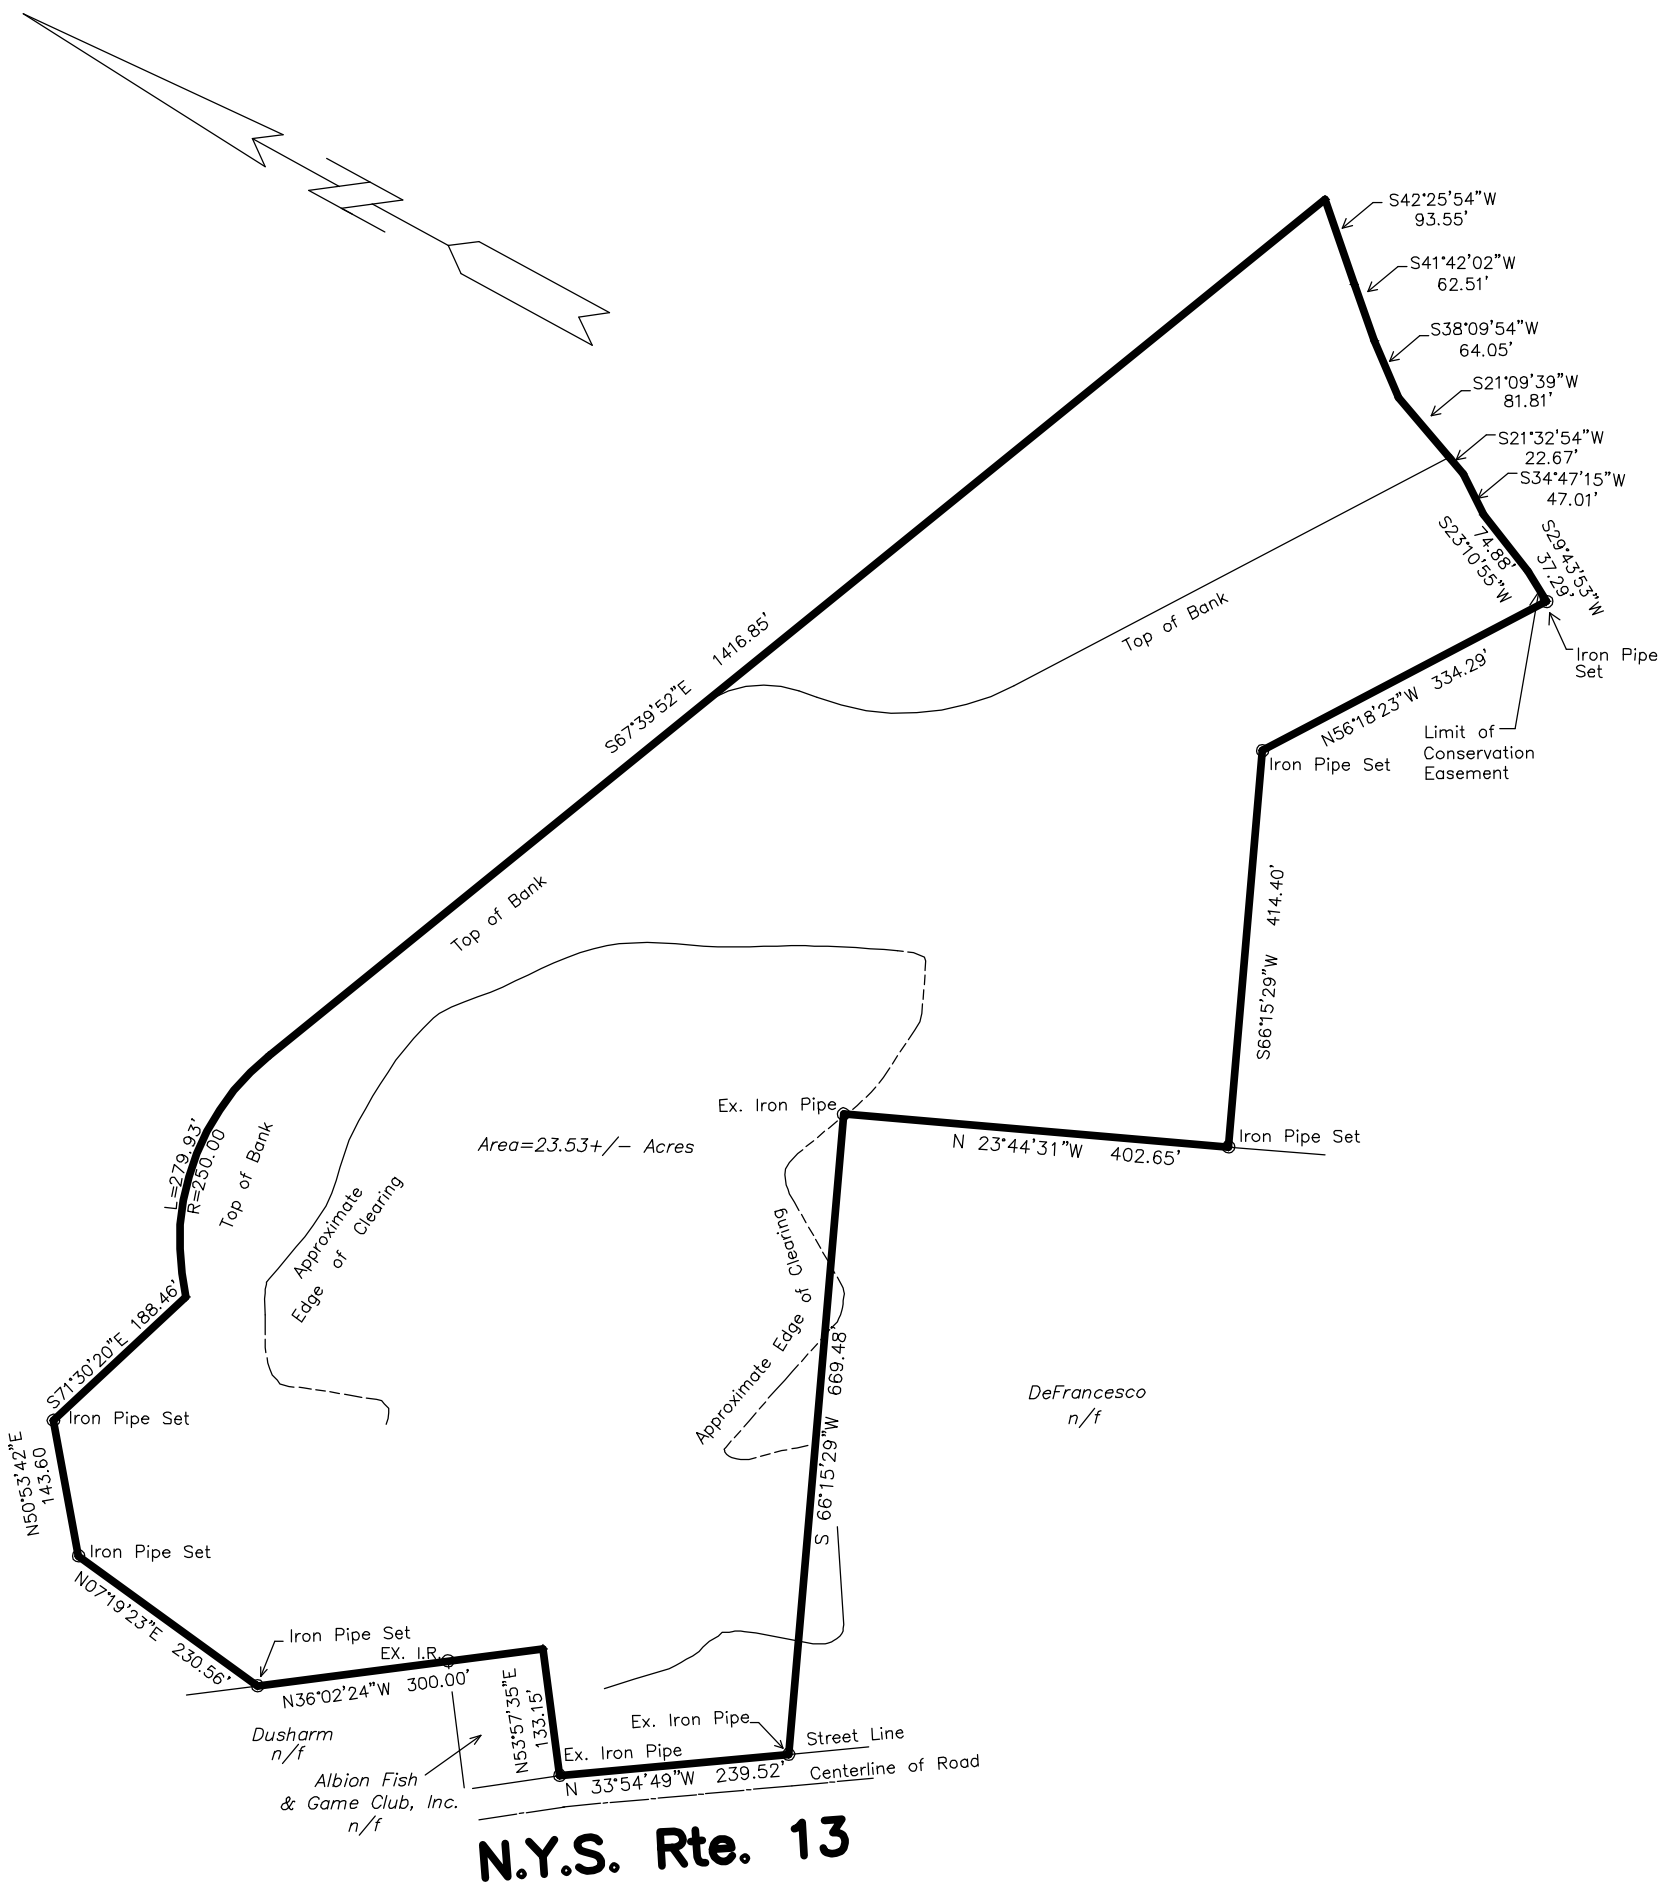 S42°25'54"W
93.55'
S41°42'02"W
62.51'
S38°09'54"W
64.05'
S21°09'39"W
81.81'
S21°32'54"W
22.67'
S34°47'15"W
47.01'
S23°10'55"W
74.88'
S29°43'53"W
37.29'
Iron Pipe
Set
Top of Bank
N56°18'23"W 334.29'
Limit of
Conservation
Easement
Iron Pipe Set
S67°39'52"E 1416.85'
Top of Bank
S66°15'29"W 414.40'
Ex. Iron Pipe
N 23°44'31"W 402.65'
Iron Pipe Set
Area=23.53+/- Acres
L=279.93'
R=250.00
Top of Bank
Approximate
Edge of Clearing
Approximate Edge of Clearing
S71°30'20"E 188.46'
Iron Pipe Set
S 66°15'29"W 669.48'
DeFrancesco
n/f
N50°53'42"E
143.60
Iron Pipe Set
N07°19'23"E 230.56'
Iron Pipe Set
EX. I.R.
N36°02'24"W 300.00'
N53°57'35"E
133.15'
Dusharm
n/f
Albion Fish
& Game Club, Inc.
n/f
Ex. Iron Pipe
Ex. Iron Pipe
Street Line
N 33°54'49"W 239.52'
Centerline of Road
N.Y.S. Rte. 13